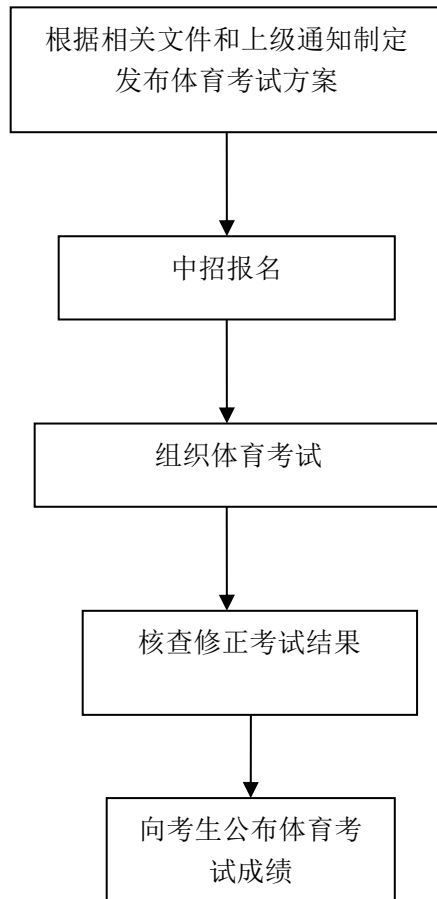 根据相关文件和上级通知制定
发布体育考试方案
中招报名
组织体育考试
核查修正考试结果
向考生公布体育考
试成绩